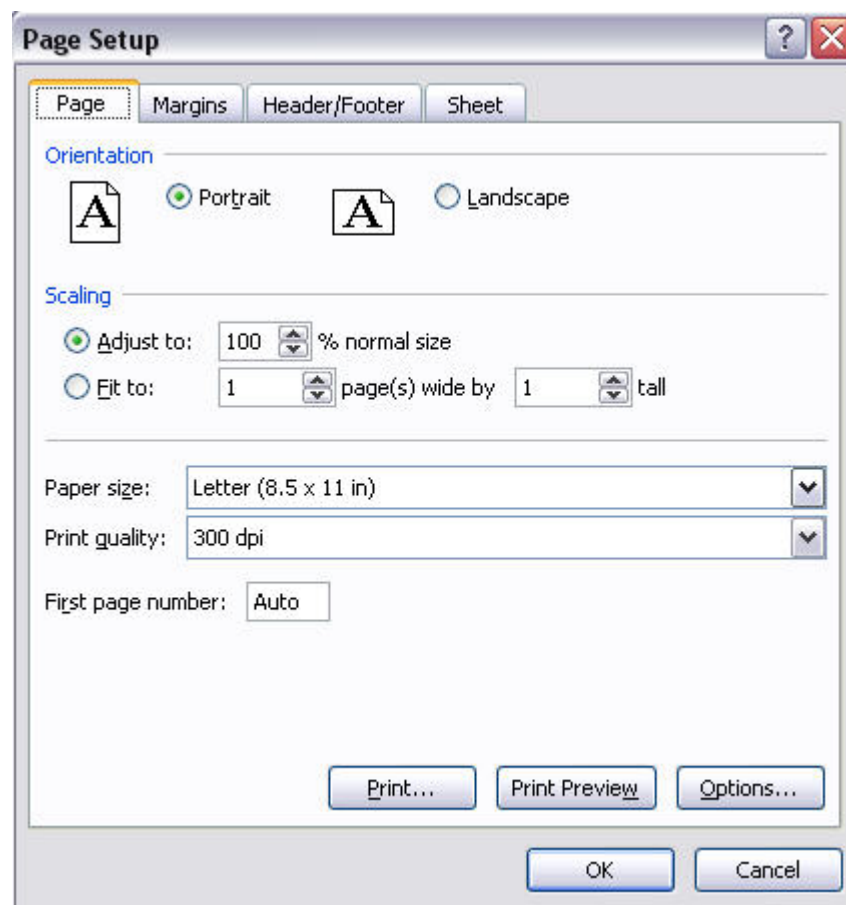 Page Setup
?
Page Margins Header/Footer Sheet
Orientation
A Portrait A Landscape
Scaling
Adjust to: 100 % normal size
Fit to: 1 page(s) wide by 1 tall
Paper size: Letter (8.5 x 11 in)
Print quality: 300 dpi
First page number: Auto
Print... Print Preview Options...
OK Cancel